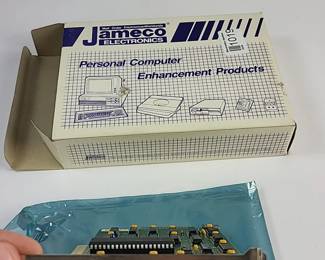 Jameco
ELECTRONICS
Personal Computer
Enhancement Products